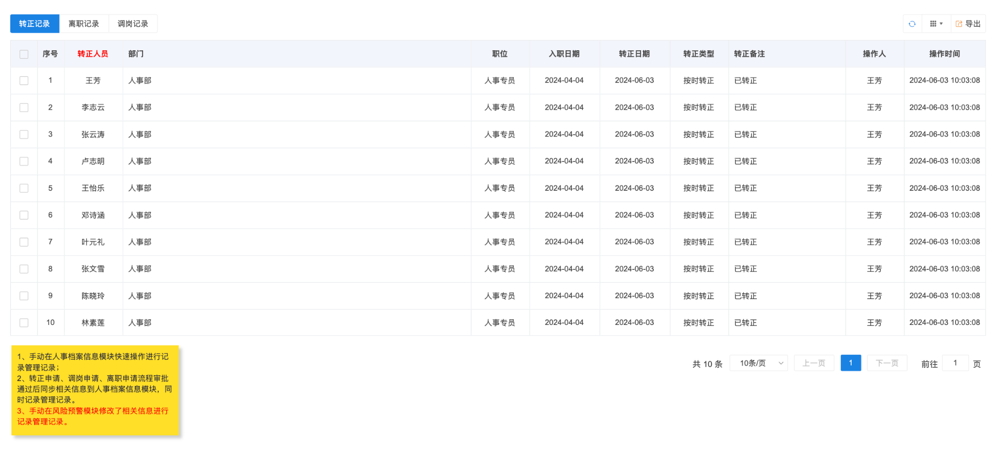 转正记录 离职记录 调岗记录 导出
序号 转正人员 部门 职位 入职日期 转正日期 转正类型 转正备注 操作人 操作时间
1 王芳 人事部 人事专员 2024-04-04 2024-06-03 按时转正 已转正 王芳 2024-06-03 10:03:08
2 李志云 人事部 人事专员 2024-04-04 2024-06-03 按时转正 已转正 王芳 2024-06-03 10:03:08
3 张云涛 人事部 人事专员 2024-04-04 2024-06-03 按时转正 已转正 王芳 2024-06-03 10:03:08
4 卢志明 人事部 人事专员 2024-04-04 2024-06-03 按时转正 已转正 王芳 2024-06-03 10:03:08
5 王怡乐 人事部 人事专员 2024-04-04 2024-06-03 按时转正 已转正 王芳 2024-06-03 10:03:08
6 邓诗涵 人事部 人事专员 2024-04-04 2024-06-03 按时转正 已转正 王芳 2024-06-03 10:03:08
7 叶元礼 人事部 人事专员 2024-04-04 2024-06-03 按时转正 已转正 王芳 2024-06-03 10:03:08
8 张文雪 人事部 人事专员 2024-04-04 2024-06-03 按时转正 已转正 王芳 2024-06-03 10:03:08
9 陈晓玲 人事部 人事专员 2024-04-04 2024-06-03 按时转正 已转正 王芳 2024-06-03 10:03:08
10 林素莲 人事部 人事专员 2024-04-04 2024-06-03 按时转正 已转正 王芳 2024-06-03 10:03:08
1、手动在人事档案信息模块快速操作进行记
录管理记录；
2、转正申请、调岗申请、离职申请流程审批
通过后同步相关信息到人事档案信息模块，同
时记录管理记录。
3、手动在风险预警模块修改了相关信息进行
记录管理记录。
共 10 条 10条/页 上一页 1 下一页 前往 1 页